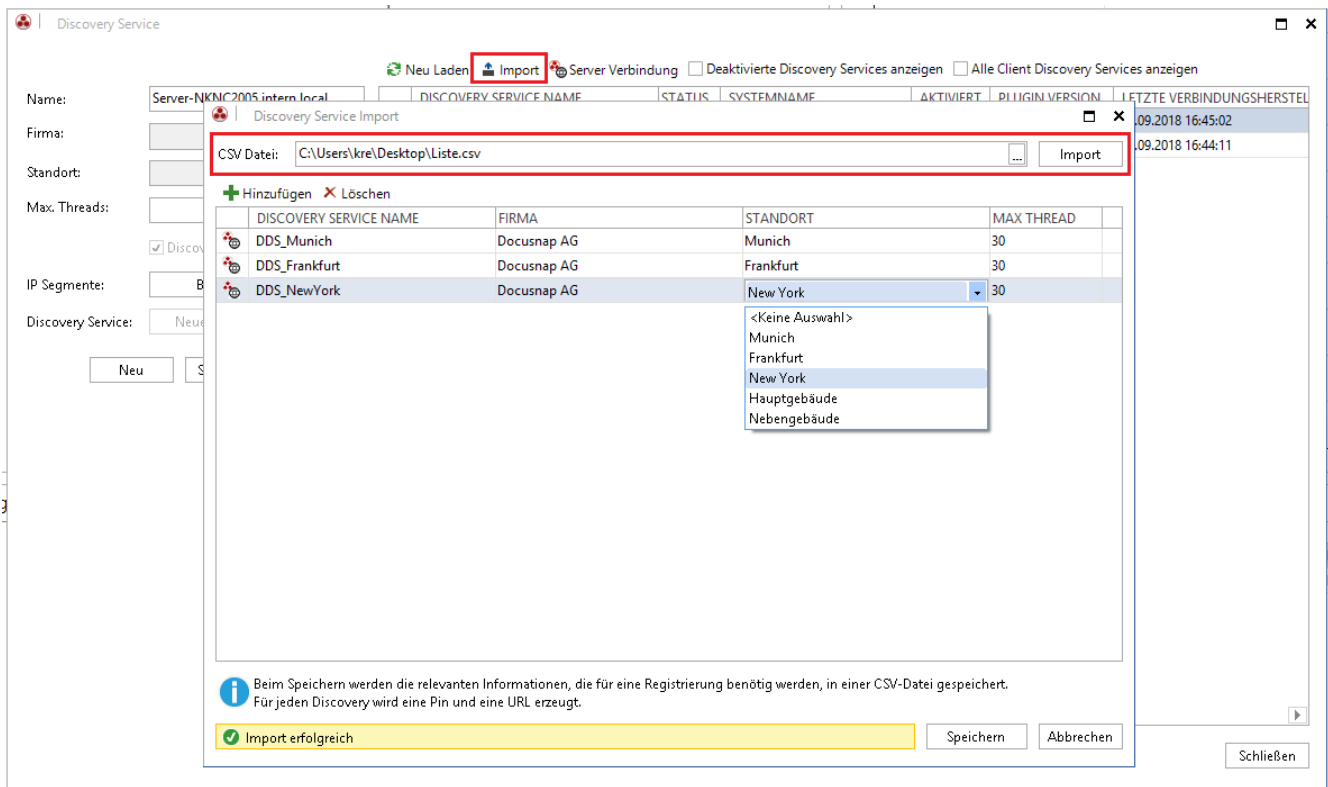 Discovery Service
Neu Laden Import Server Verbindung Deaktivierte Discovery Services anzeigen Alle Client Discovery Services anzeigen
Name: Server-NKNC2005.intern.local DISCOVERY SERVICE NAME STATUS SYSTEMNAME AKTIVIERT PLUGIN VERSION LETZTE VERBINDUNGSHERSTEL
Discovery Service Import
.09.2018 16:45:02
Firma:
.09.2018 16:44:11
CSV Datei: C:\Users\kre\Desktop\Liste.csv ... Import
Standort:
Hinzufügen Löschen
Max. Threads:
DISCOVERY SERVICE NAME FIRMA STANDORT MAX THREAD
DDS_Munich Docusnap AG Munich 30
Discov
DDS_Frankfurt Docusnap AG Frankfurt 30
IP Segmente: B
DDS_NewYork Docusnap AG New York 30
Discovery Service: Neue
<Keine Auswahl>
Munich
Frankfurt
Neu S
New York
Hauptgebäude
Nebengebäude
Beim Speichern werden die relevanten Informationen, die für eine Registrierung benötig werden, in einer CSV-Datei gespeichert.
Für jeden Discovery wird eine Pin und eine URL erzeugt.
Import erfolgreich Speichern Abbrechen
Schließen